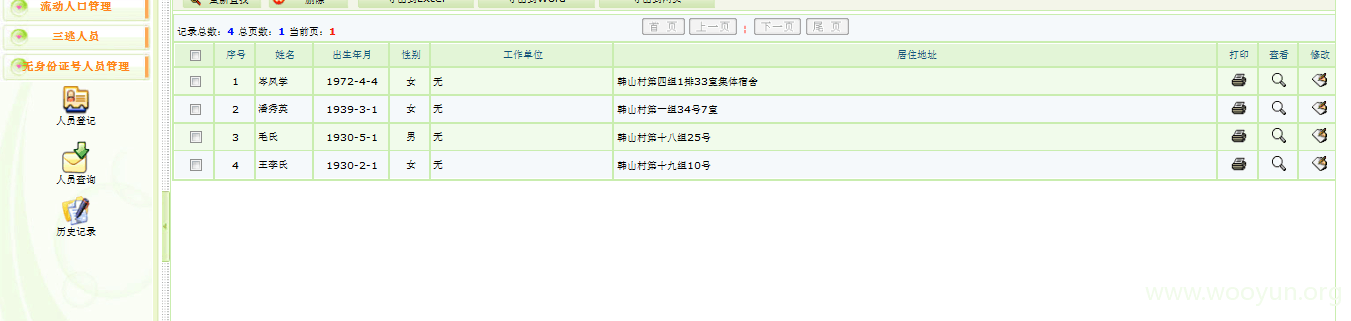 流动人口管理
三逃人员
无身份证号人员管理
人员登记
人员查询
历史记录
重新查找 删除 导出到Excel 导出到Word 导出到网页
记录总数: 4 总页数: 1 当前页: 1
首 页 上一页 下一页 尾 页
序号 姓名 出生年月 性别 工作单位 居住地址 打印 查看 修改
1 岑凤学 1972-4-4 女 无 韩山村第四组1排33室集体宿舍
2 潘秀英 1939-3-1 女 无 韩山村第一组34号7室
3 毛氏 1930-5-1 男 无 韩山村第十八组25号
4 王李氏 1930-2-1 女 无 韩山村第十九组10号
www.wooyun.org